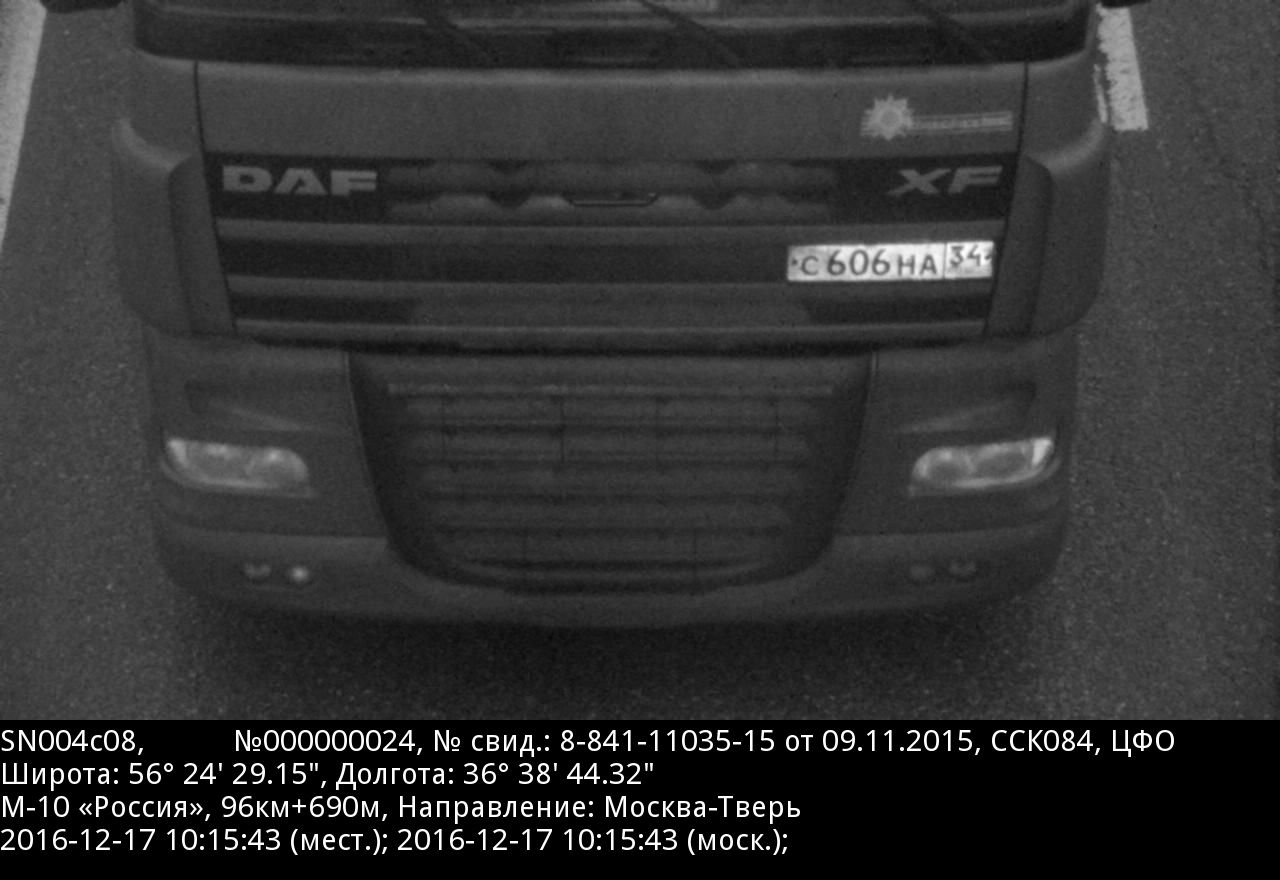 DAF XF
С606НА 34
SN004c08, №000000024, № свид.: 8-841-11035-15 от 09.11.2015, ССК084, ЦФО
Широта: 56° 24' 29.15", Долгота: 36° 38' 44.32"
М-10 «Россия», 96км+690м, Направление: Москва-Тверь
2016-12-17 10:15:43 (мест.); 2016-12-17 10:15:43 (моск.);